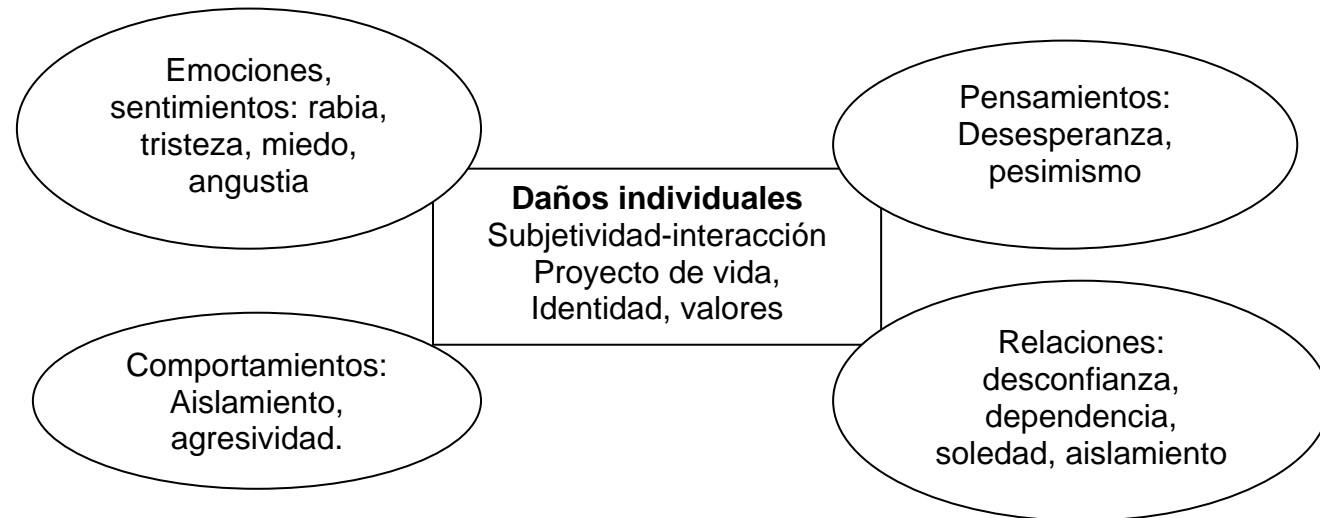 Emociones,
sentimientos: rabia,
tristeza, miedo,
angustia
Pensamientos:
Desesperanza,
pesimismo
Daños individuales
Subjetividad-interacción
Proyecto de vida,
Identidad, valores
Comportamientos:
Aislamiento,
agresividad.
Relaciones:
desconfianza,
dependencia,
soledad, aislamiento